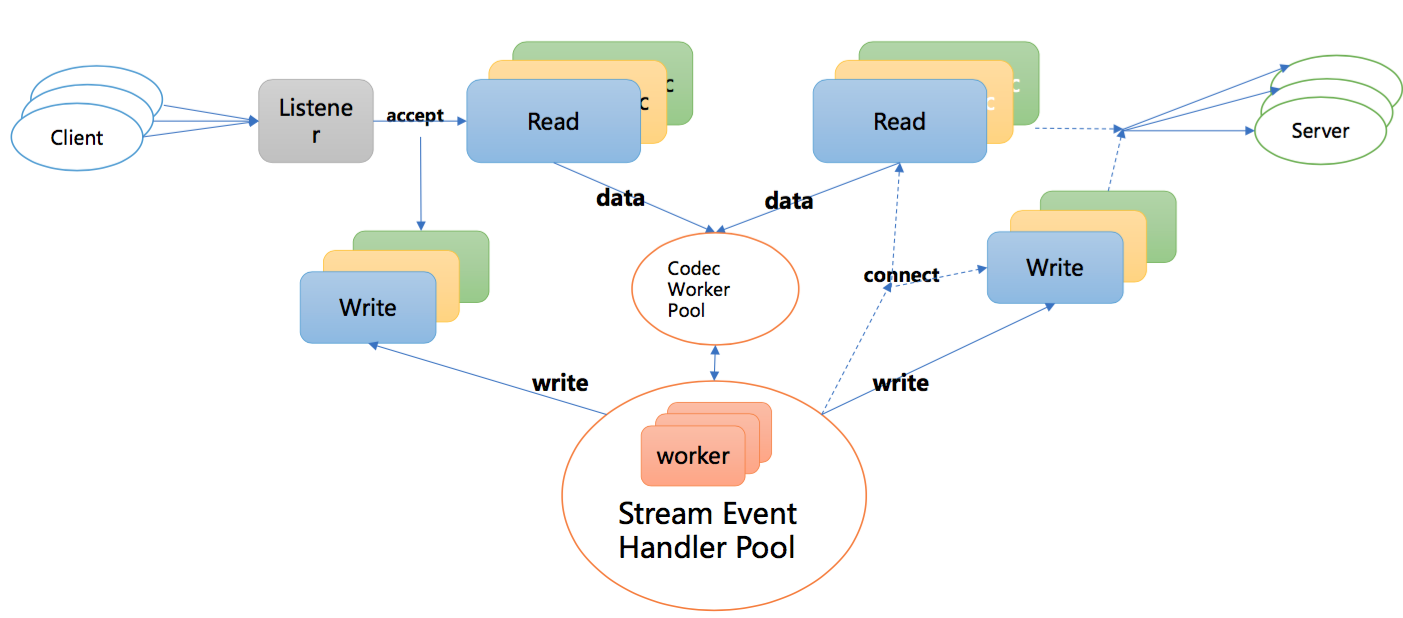 Client
Listene
r
accept
Read
c
c
Read
c
c
Server
data
data
Write
Codec
Worker
Pool
connect
Write
write
write
worker
Stream Event
Handler Pool